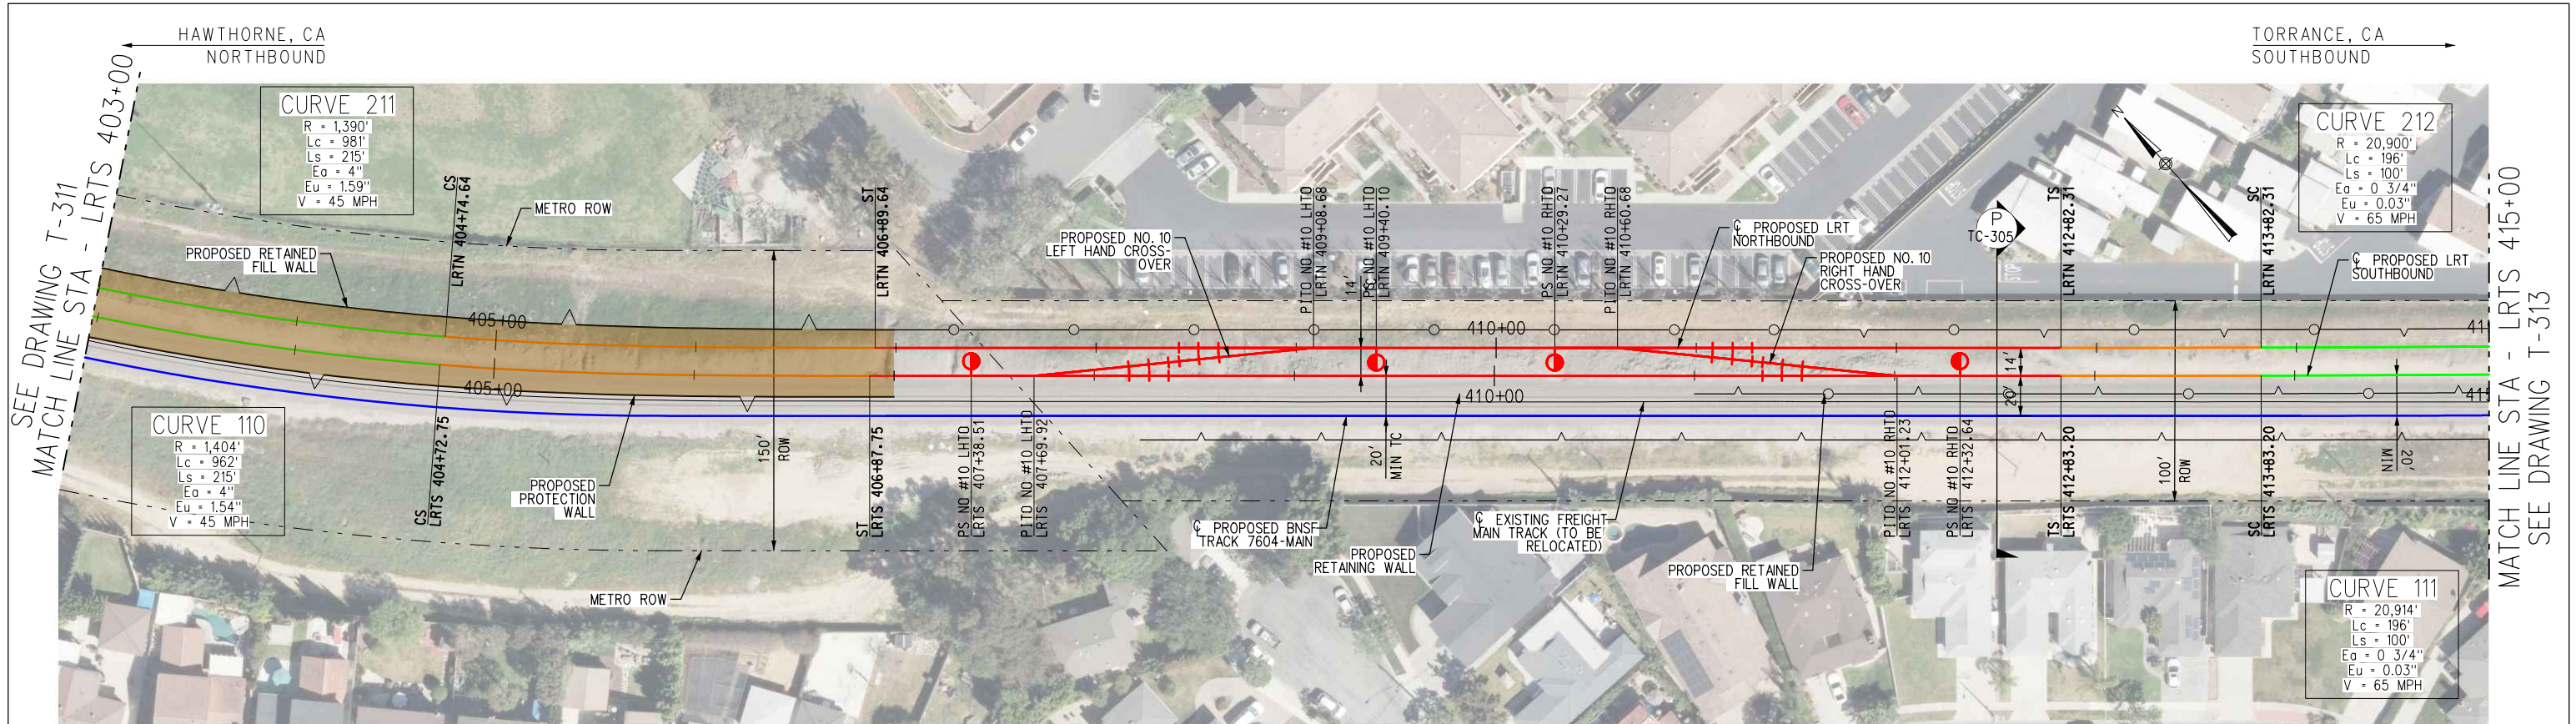 HAWTHORNE, CA
NORTHBOUND
TORRANCE, CA
SOUTHBOUND
SEE DRAWING T-311
MATCH LINE STA - LRTS 403+00
CURVE 211
R = 1,390'
Lc = 981'
Ls = 215'
Ea = 4"
Eu = 1.59"
V = 45 MPH
CS
LRTN 404+74.64
METRO ROW
PROPOSED RETAINED
FILL WALL
405+00
405+00
CURVE 110
R = 1,404'
Lc = 962'
Ls = 215'
Ea = 4"
Eu = 1.54"
V = 45 MPH
CS
LRTS 404+72.75
PROPOSED
PROTECTION
WALL
METRO ROW
150'
ROW
ST
LRTN 406+89.64
ST
LRTS 406+87.75
PS NO #10 LHTO
LRTS 407+38.51
PITO NO #10 LHTO
LRTS 407+69.92
PROPOSED NO. 10
LEFT HAND CROSS-
OVER
PITO NO #10 LHTO
LRTN 409+08.68
14'
PS NO #10 LHTO
LRTN 409+40.10
PS NO #10 RHTO
LRTN 410+29.27
PITO NO #10 RHTO
LRTN 410+60.68
410+00
410+00
20'
MIN TC
℄ PROPOSED BNSF
TRACK 7604-MAIN
PROPOSED
RETAINING WALL
℄ EXISTING FREIGHT
MAIN TRACK (TO BE
RELOCATED)
PROPOSED RETAINED
FILL WALL
℄ PROPOSED LRT
NORTHBOUND
PROPOSED NO. 10
RIGHT HAND
CROSS-OVER
PITO NO #10 RHTO
LRTS 412+01.23
PS NO #10 RHTO
LRTS 412+32.64
P
TC-305
STOP
N
TS
LRTN 412+82.31
14'
20'
TS
LRTS 412+83.20
100'
ROW
SC
LRTN 413+82.31
SC
LRTS 413+83.20
℄ PROPOSED LRT
SOUTHBOUND
20'
MIN
41
415
CURVE 212
R = 20,900'
Lc = 196'
Ls = 100'
Ea = 0 3/4"
Eu = 0.03"
V = 65 MPH
CURVE 111
R = 20,914'
Lc = 196'
Ls = 100'
Ea = 0 3/4"
Eu = 0.03"
V = 65 MPH
MATCH LINE STA - LRTS 415+00
SEE DRAWING T-313